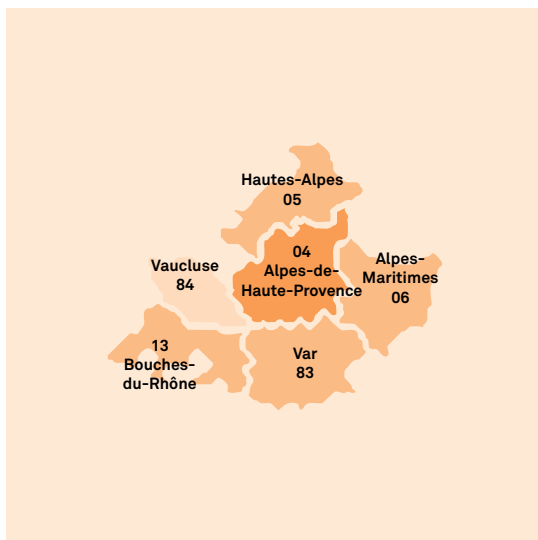 Hautes-Alpes
05
04
Alpes-de-
Haute-Provence
Alpes-
Maritimes
06
Vaucluse
84
13
Bouches-
du-Rhône
Var
83